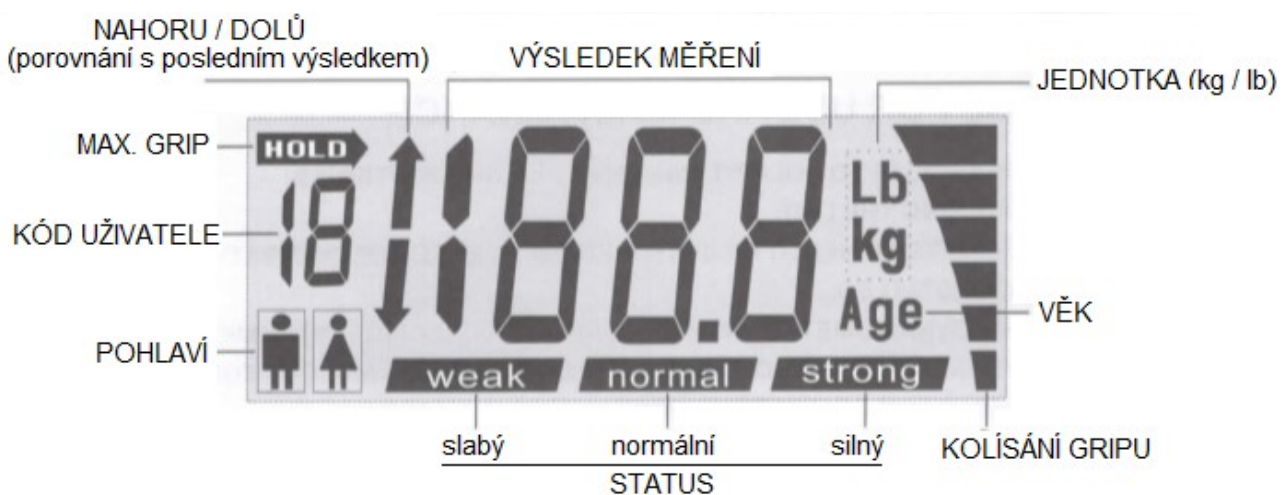 NAHORU / DOLŮ
(porovnání s posledním výsledkem)
VÝSLEDEK MĚŘENÍ
JEDNOTKA (kg / lb)
MAX. GRIP
HOLD
188.8
Lb
kg
KÓD UŽIVATELE
18
Age
VĚK
POHLAVÍ
weak
normal
strong
slabý
normální
silný
KOLÍSÁNÍ GRIPU
STATUS